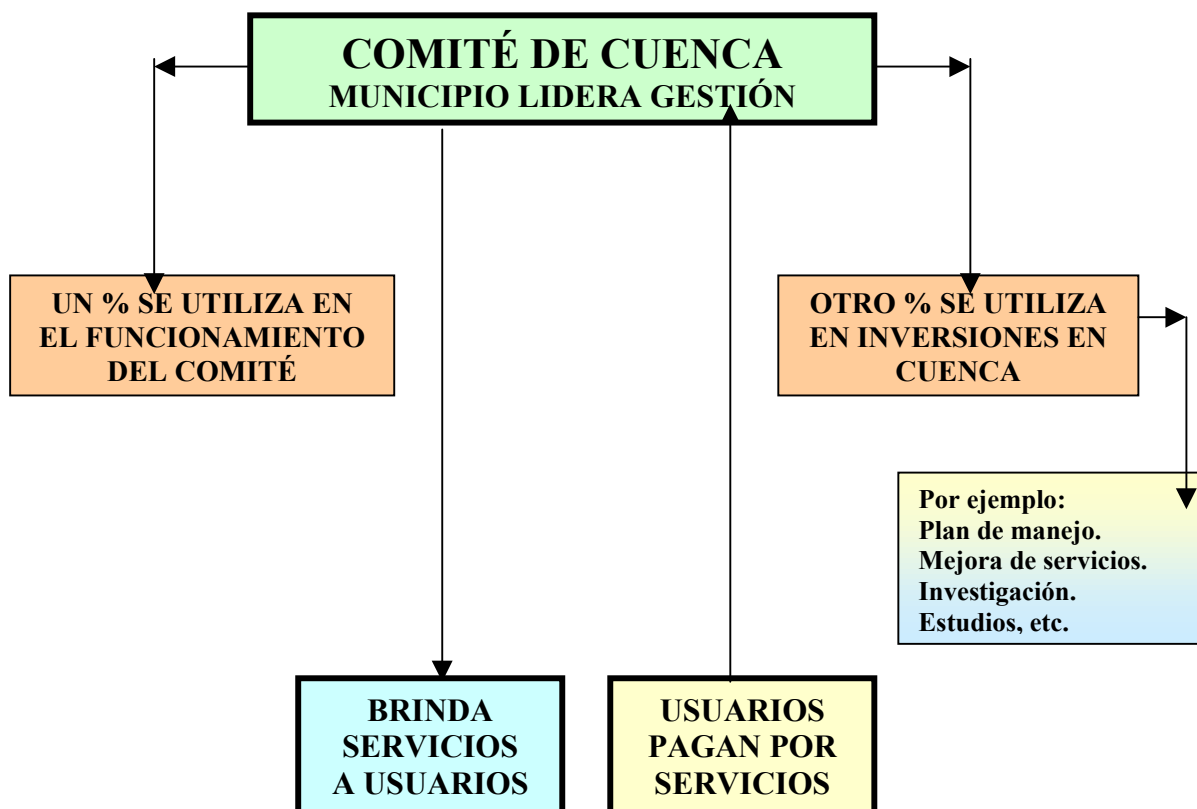 COMITÉ DE CUENCA
MUNICIPIO LIDERA GESTIÓN
UN % SE UTILIZA EN
EL FUNCIONAMIENTO
DEL COMITÉ
OTRO % SE UTILIZA
EN INVERSIONES EN
CUENCA
Por ejemplo:
Plan de manejo.
Mejora de servicios.
Investigación.
Estudios, etc.
BRINDA
SERVICIOS
A USUARIOS
USUARIOS
PAGAN POR
SERVICIOS